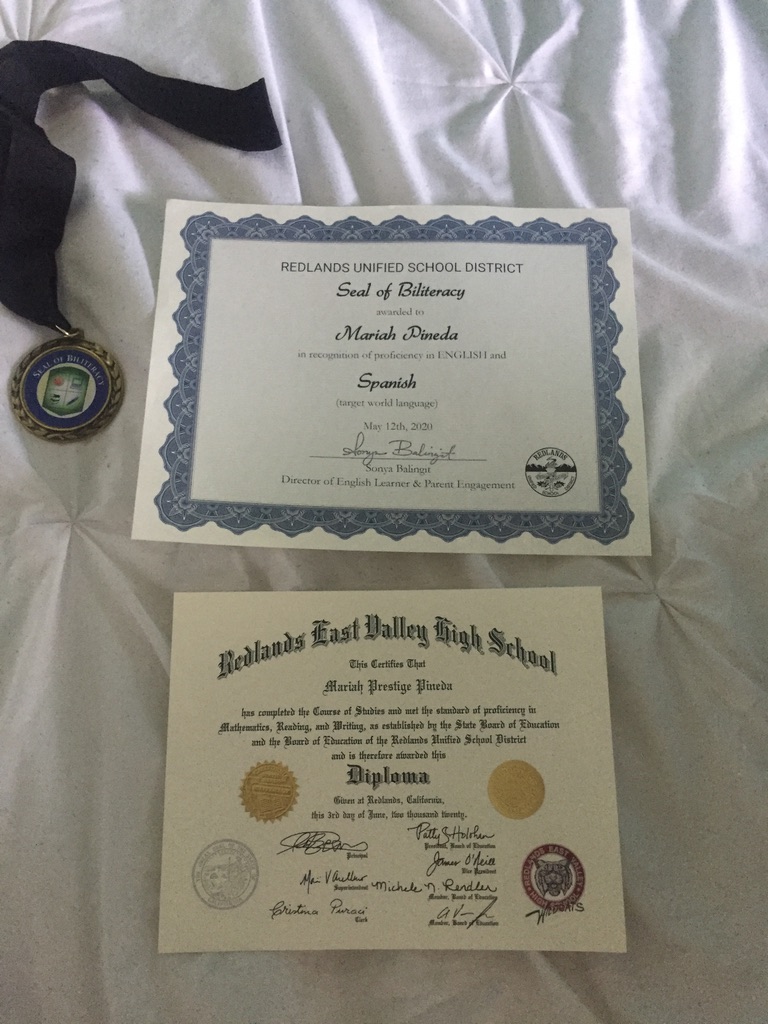 SEAL OF BILITERACY
REDLANDS UNIFIED SCHOOL DISTRICT
Seal of Biliteracy
awarded to
Mariah Pineda
in recognition of proficiency in ENGLISH and
Spanish
(target world language)
May 12th, 2020
Sonya Balingit
Sonya Balingit
Director of English Learner & Parent Engagement
REDLANDS
Redlands East Valley High School
This Certifies That
Mariah Prestige Pineda
has completed the Course of Studies and met the standard of proficiency in
Mathematics, Reading, and Writing, as established by the State Board of Education
and the Board of Education of the Redlands Unified School District
and is therefore awarded this
Diploma
Given at Redlands, California,
this 3rd day of June, two thousand twenty.
Patty S Holohan
Principal
President, Board of Education
James O'Neill
Vice President
Superintendent
Michele N. Rendler
Member, Board of Education
Cristina Puraci
Clerk
Member, Board of Education
REDLANDS EAST VALLEY
WILDCATS